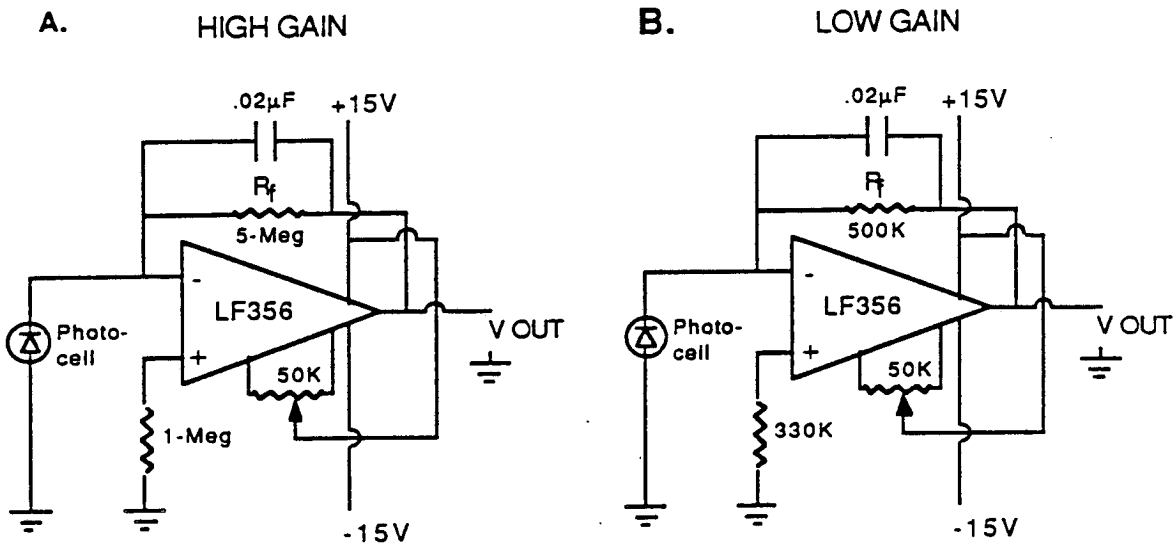 A. HIGH GAIN
.02µF +15V
Rf
5-Meg
-
LF356
V OUT
Photo-
cell
+
50K
1-Meg
-15V
B. LOW GAIN
.02µF +15V
Rf
500K
-
LF356
V OUT
Photo-
cell
+
50K
330K
-15V